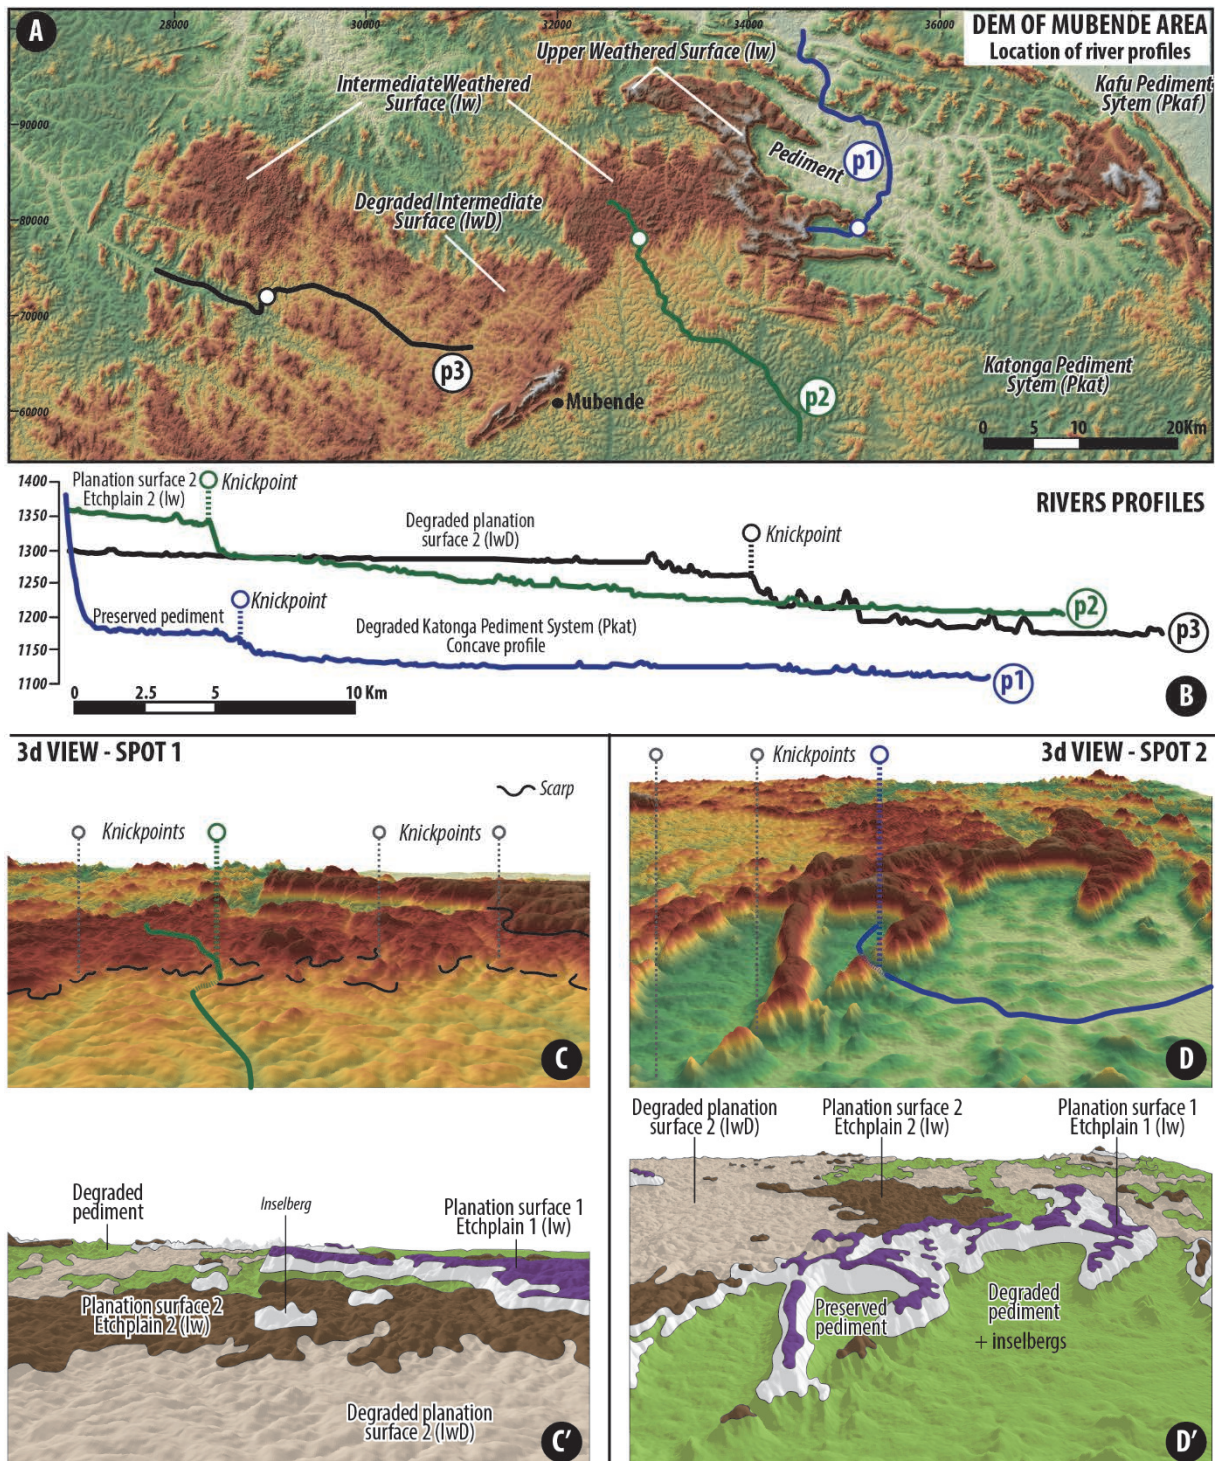 A
28000
30000
32000
34000
36000
DEM OF MUBENDE AREA
Location of river profiles
Upper Weathered Surface (Iw)
IntermediateWeathered
Surface (Iw)
Kafu Pediment
Sytem (Pkaf)
90000
Pediment
p1
Degraded Intermediate
Surface (IwD)
80000
70000
p3
Katonga Pediment
Sytem (Pkat)
p2
60000
Mubende
0 5 10 20Km
1400
1350
1300
1250
1200
1150
1100
Planation surface 2
Etchplain 2 (Iw)
Knickpoint
RIVERS PROFILES
Degraded planation
surface 2 (IwD)
Knickpoint
Knickpoint
Preserved pediment
Degraded Katonga Pediment System (Pkat)
Concave profile
p2
p3
p1
0 2.5 5 10 Km
B
3d VIEW - SPOT 1
Scarp
Knickpoints
Knickpoints
C
3d VIEW - SPOT 2
Knickpoints
D
Degraded
pediment
Inselberg
Planation surface 1
Etchplain 1 (Iw)
Planation surface 2
Etchplain 2 (Iw)
Degraded planation
surface 2 (IwD)
C'
Degraded planation
surface 2 (IwD)
Planation surface 2
Etchplain 2 (Iw)
Planation surface 1
Etchplain 1 (Iw)
Preserved
pediment
Degraded
pediment
+ inselbergs
D'